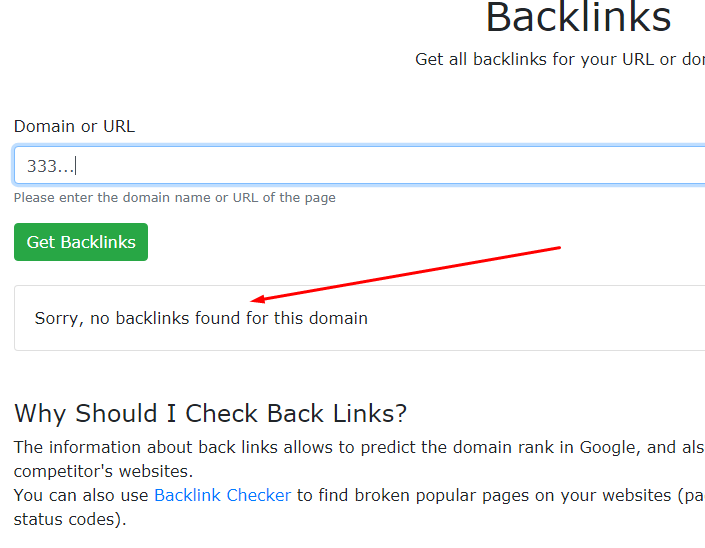 Backlinks
Get all backlinks for your URL or
Domain or URL
333...
Please enter the domain name or URL of the page
Get Backlinks
Sorry, no backlinks found for this domain
Why Should I Check Back Links?
The information about back links allows to predict the domain rank in Google, and
competitor's websites.
You can also use Backlink Checker to find broken popular pages on your websites
status codes).